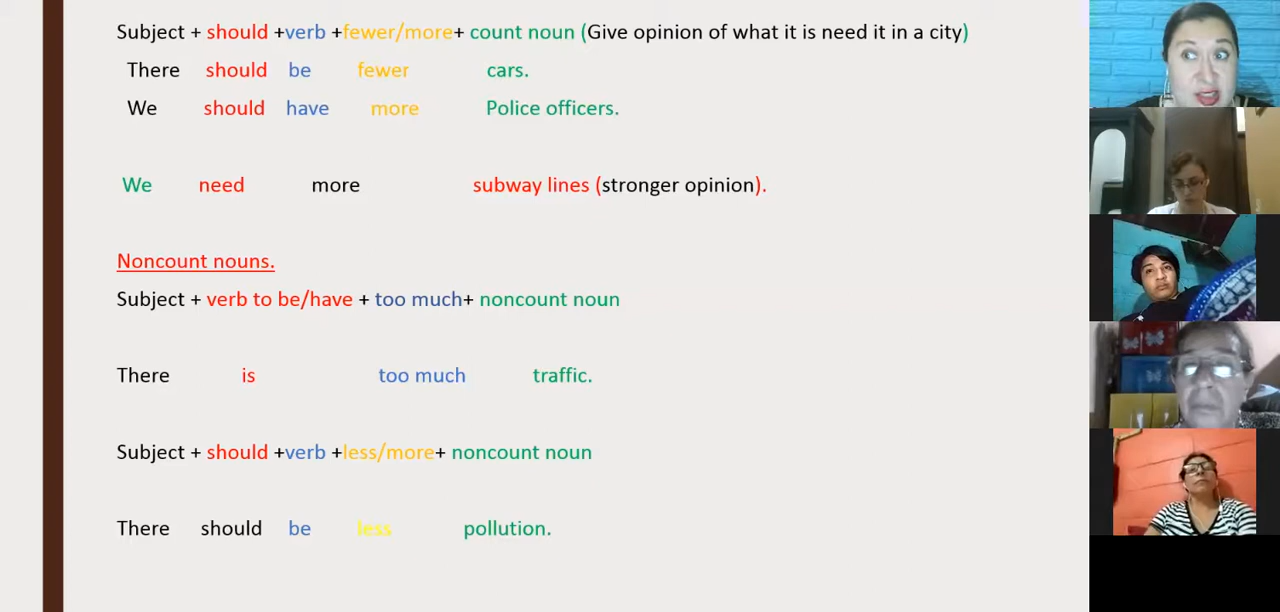 Subject + should +verb +fewer/more+ count noun (Give opinion of what it is need it in a city)
There should be fewer cars.
We should have more Police officers.
We need more subway lines (stronger opinion).
Noncount nouns.
Subject + verb to be/have + too much+ noncount noun
There is too much traffic.
Subject + should +verb +less/more+ noncount noun
There should be less pollution.